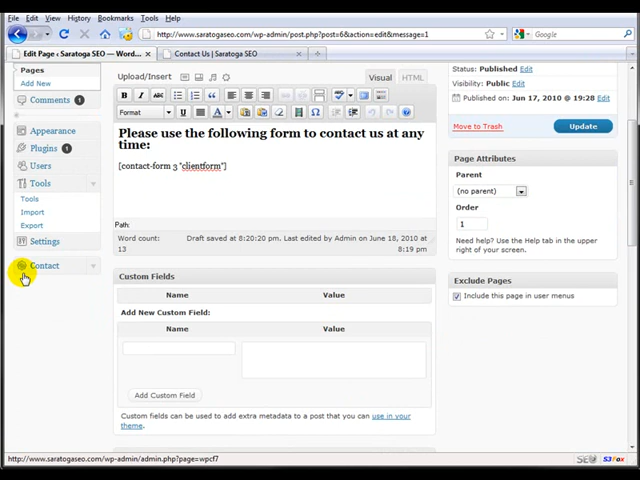 File Edit View History Bookmarks Tools Help
http://www.saratogaseo.com/wp-admin/post.php?post=6&action=edit&message=1
Google
Edit Page ‹ Saratoga SEO — Word...
Contact Us | Saratoga SEO
Pages
Add New
Comments 1
Appearance
Plugins 1
Users
Tools
Tools
Import
Export
Settings
Contact
Upload/Insert
Visual
HTML
Format
Please use the following form to contact us at any
time:
[contact-form 3 "clientform"]
Path:
Word count:
13
Draft saved at 8:20:20 pm. Last edited by Admin on June 18, 2010 at
8:19 pm
Custom Fields
Name Value
Add New Custom Field:
Name Value
Add Custom Field
Custom fields can be used to add extra metadata to a post that you can use in your
theme.
Status: Published Edit
Visibility: Public Edit
Published on: Jun 17, 2010 @ 19:28 Edit
Move to Trash
Update
Page Attributes
Parent
(no parent)
Order
1
Need help? Use the Help tab in the upper
right of your screen.
Exclude Pages
Include this page in user menus
http://www.saratogaseo.com/wp-admin/admin.php?page=wpcf7
S3Fox